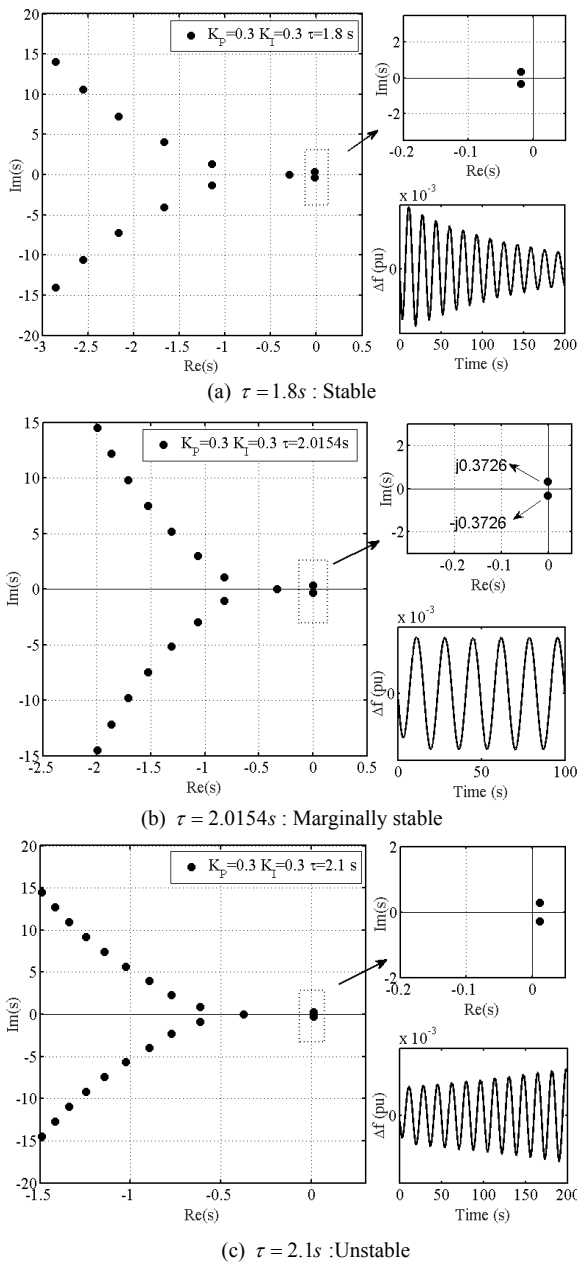 K_P=0.3 K_I=0.3 τ=1.8 s
20
15
10
5
0
-5
-10
-15
-20
Im(s)
-3 -2.5 -2 -1.5 -1 -0.5 0 0.5
Re(s)
2
0
-2
Im(s)
-0.2 -0.1 0
Re(s)
x 10^-3
0
Δf (pu)
0 50 100 150 200
Time (s)
(a) τ = 1.8s : Stable
K_P=0.3 K_I=0.3 τ=2.0154s
15
10
5
0
-5
-10
-15
Im(s)
-2.5 -2 -1.5 -1 -0.5 0 0.5
Re(s)
j0.3726
-j0.3726
2
0
-2
Im(s)
-0.2 -0.1 0
Re(s)
x 10^-3
0
Δf (pu)
0 50 100
Time (s)
(b) τ = 2.0154s : Marginally stable
K_P=0.3 K_I=0.3 τ=2.1 s
20
15
10
5
0
-5
-10
-15
-20
Im(s)
-1.5 -1 -0.5 0
Re(s)
2
0
-2
Im(s)
-0.2 -0.1 0
Re(s)
x 10^-3
0
Δf (pu)
0 50 100 150 200
Time (s)
(c) τ = 2.1s :Unstable